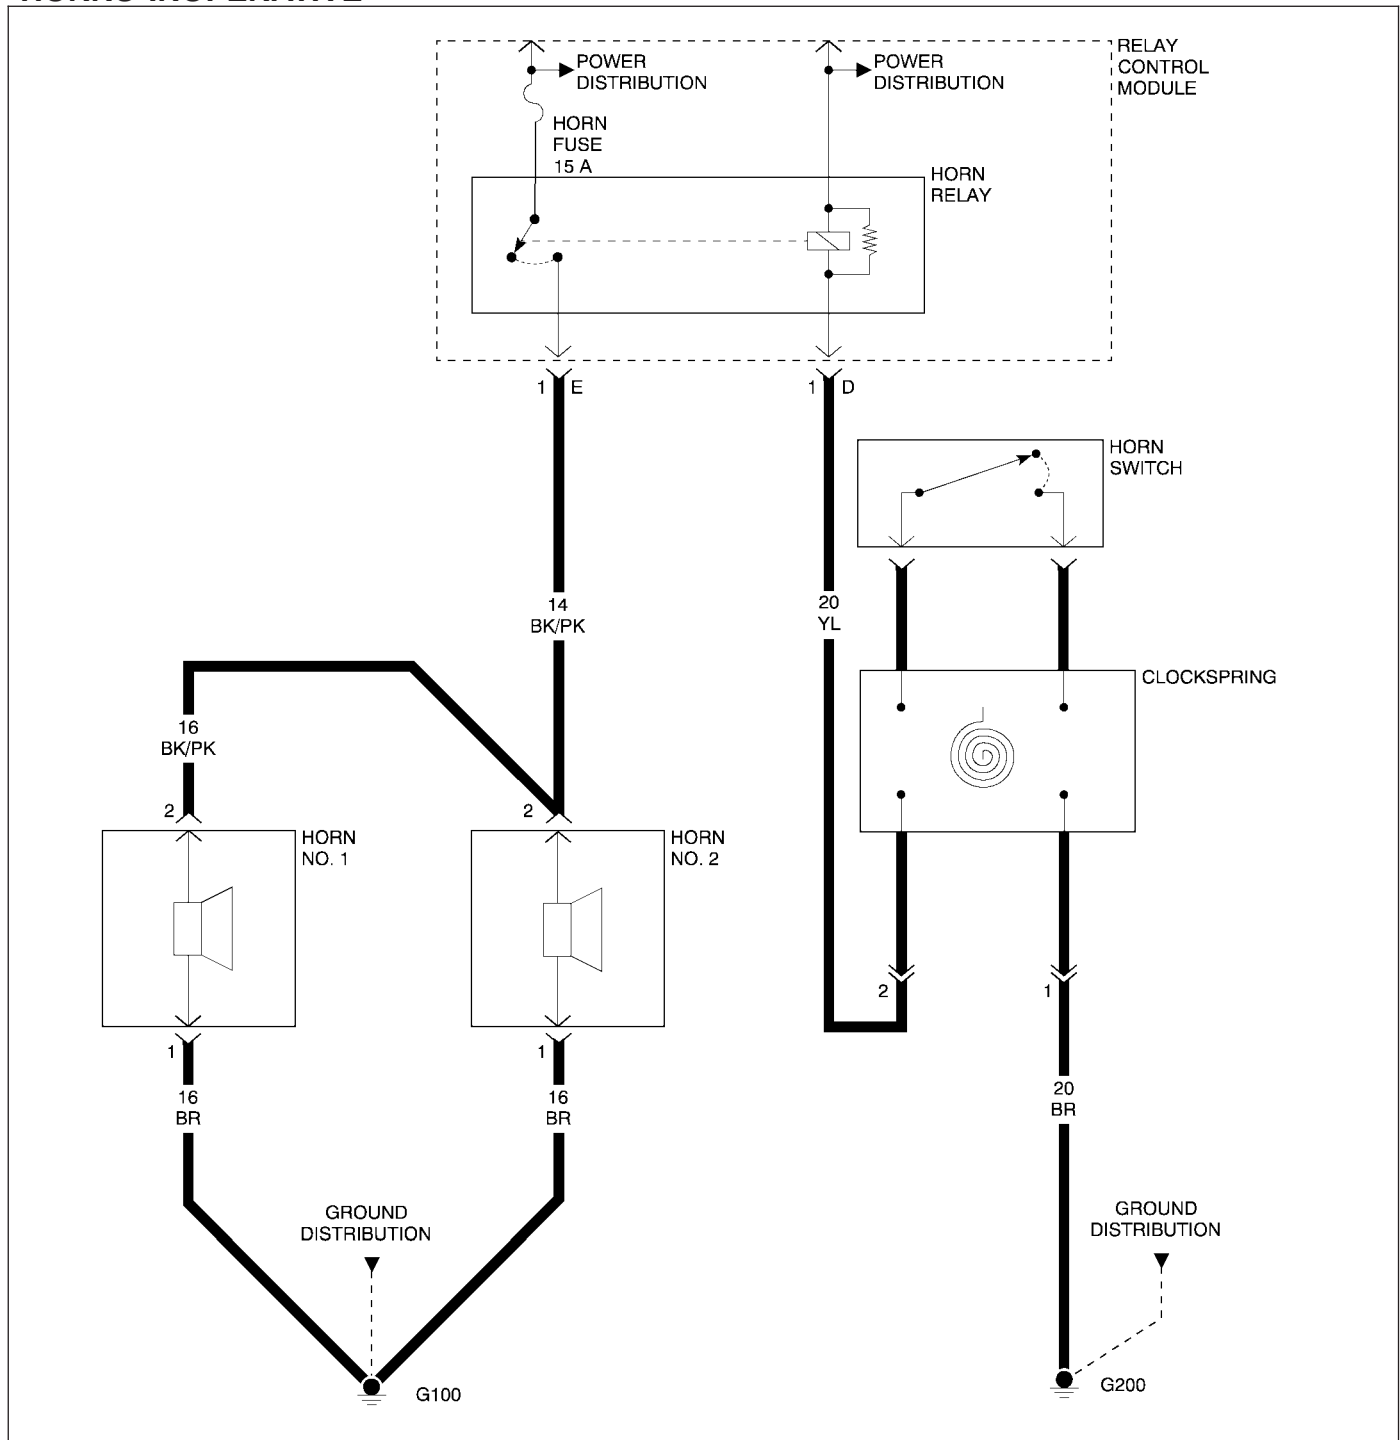 RELAY
CONTROL
MODULE
POWER
DISTRIBUTION
POWER
DISTRIBUTION
HORN
FUSE
15 A
HORN
RELAY
1 E
1 D
HORN
SWITCH
14
BK/PK
20
YL
CLOCKSPRING
16
BK/PK
2
2
HORN
NO. 1
HORN
NO. 2
2
1
1
1
16
BR
16
BR
20
BR
GROUND
DISTRIBUTION
GROUND
DISTRIBUTION
G100
G200